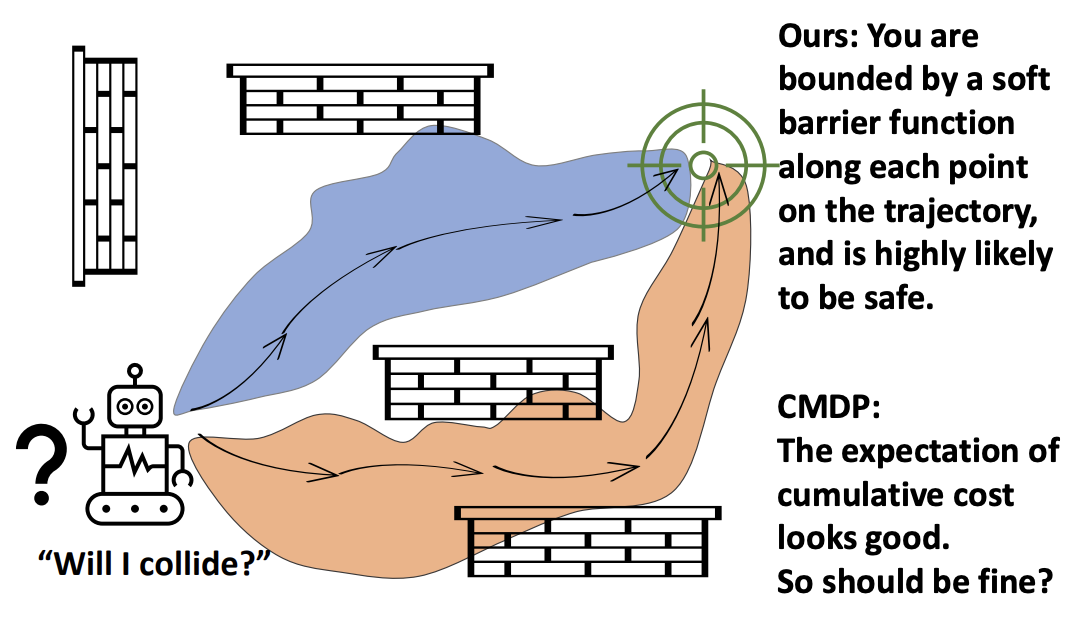 Ours: You are
bounded by a soft
barrier function
along each point
on the trajectory,
and is highly likely
to be safe.
CMDP:
The expectation of
cumulative cost
looks good.
So should be fine?
?
“Will I collide?”